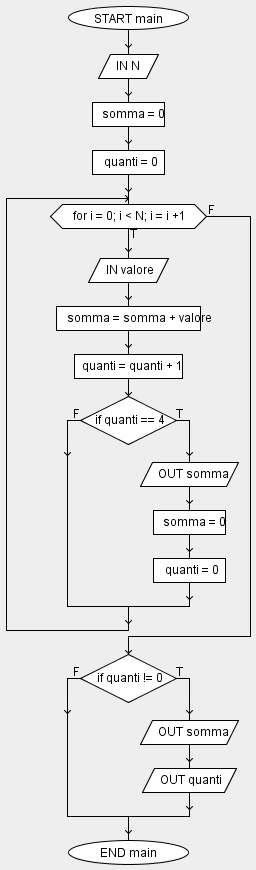 START main
IN N
somma = 0
quanti = 0
for i = 0; i < N; i = i +1
F
T
IN valore
somma = somma + valore
quanti = quanti + 1
F
if quanti == 4
T
OUT somma
somma = 0
quanti = 0
F
if quanti != 0
T
OUT somma
OUT quanti
END main